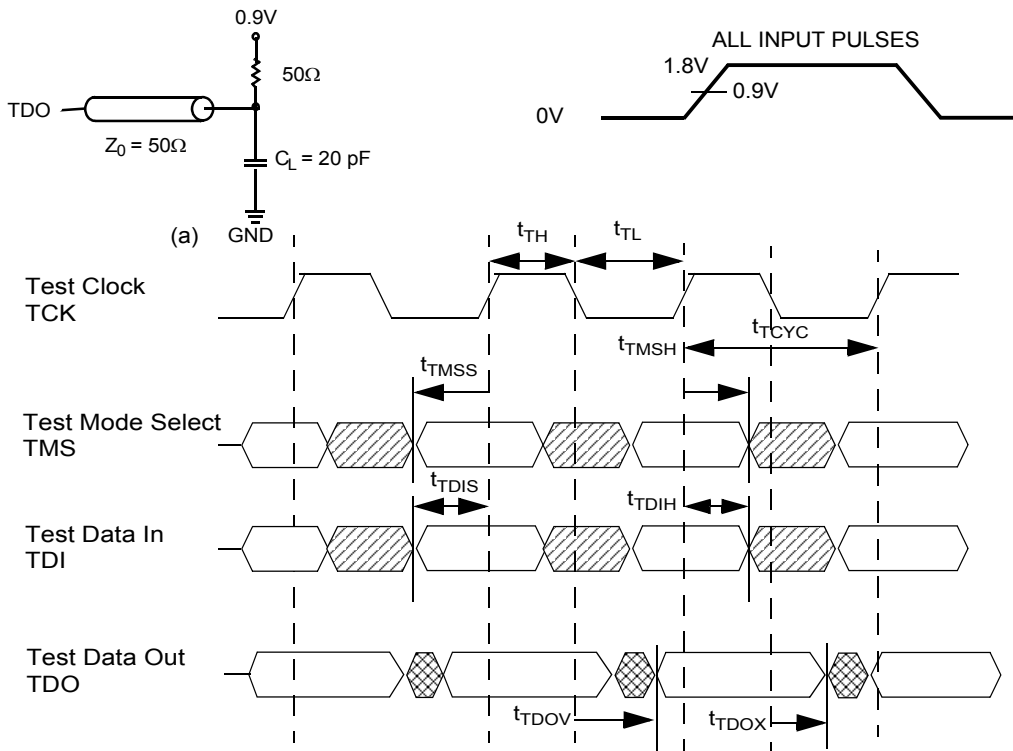 0.9V
50Ω
TDO
Z0 = 50Ω
CL = 20 pF
(a)
GND
ALL INPUT PULSES
1.8V
0.9V
0V
tTH
tTL
Test Clock
TCK
tTMSH
tTCYC
tTMSS
Test Mode Select
TMS
tTDIS
tTDIH
Test Data In
TDI
Test Data Out
TDO
tTDOV
tTDOX